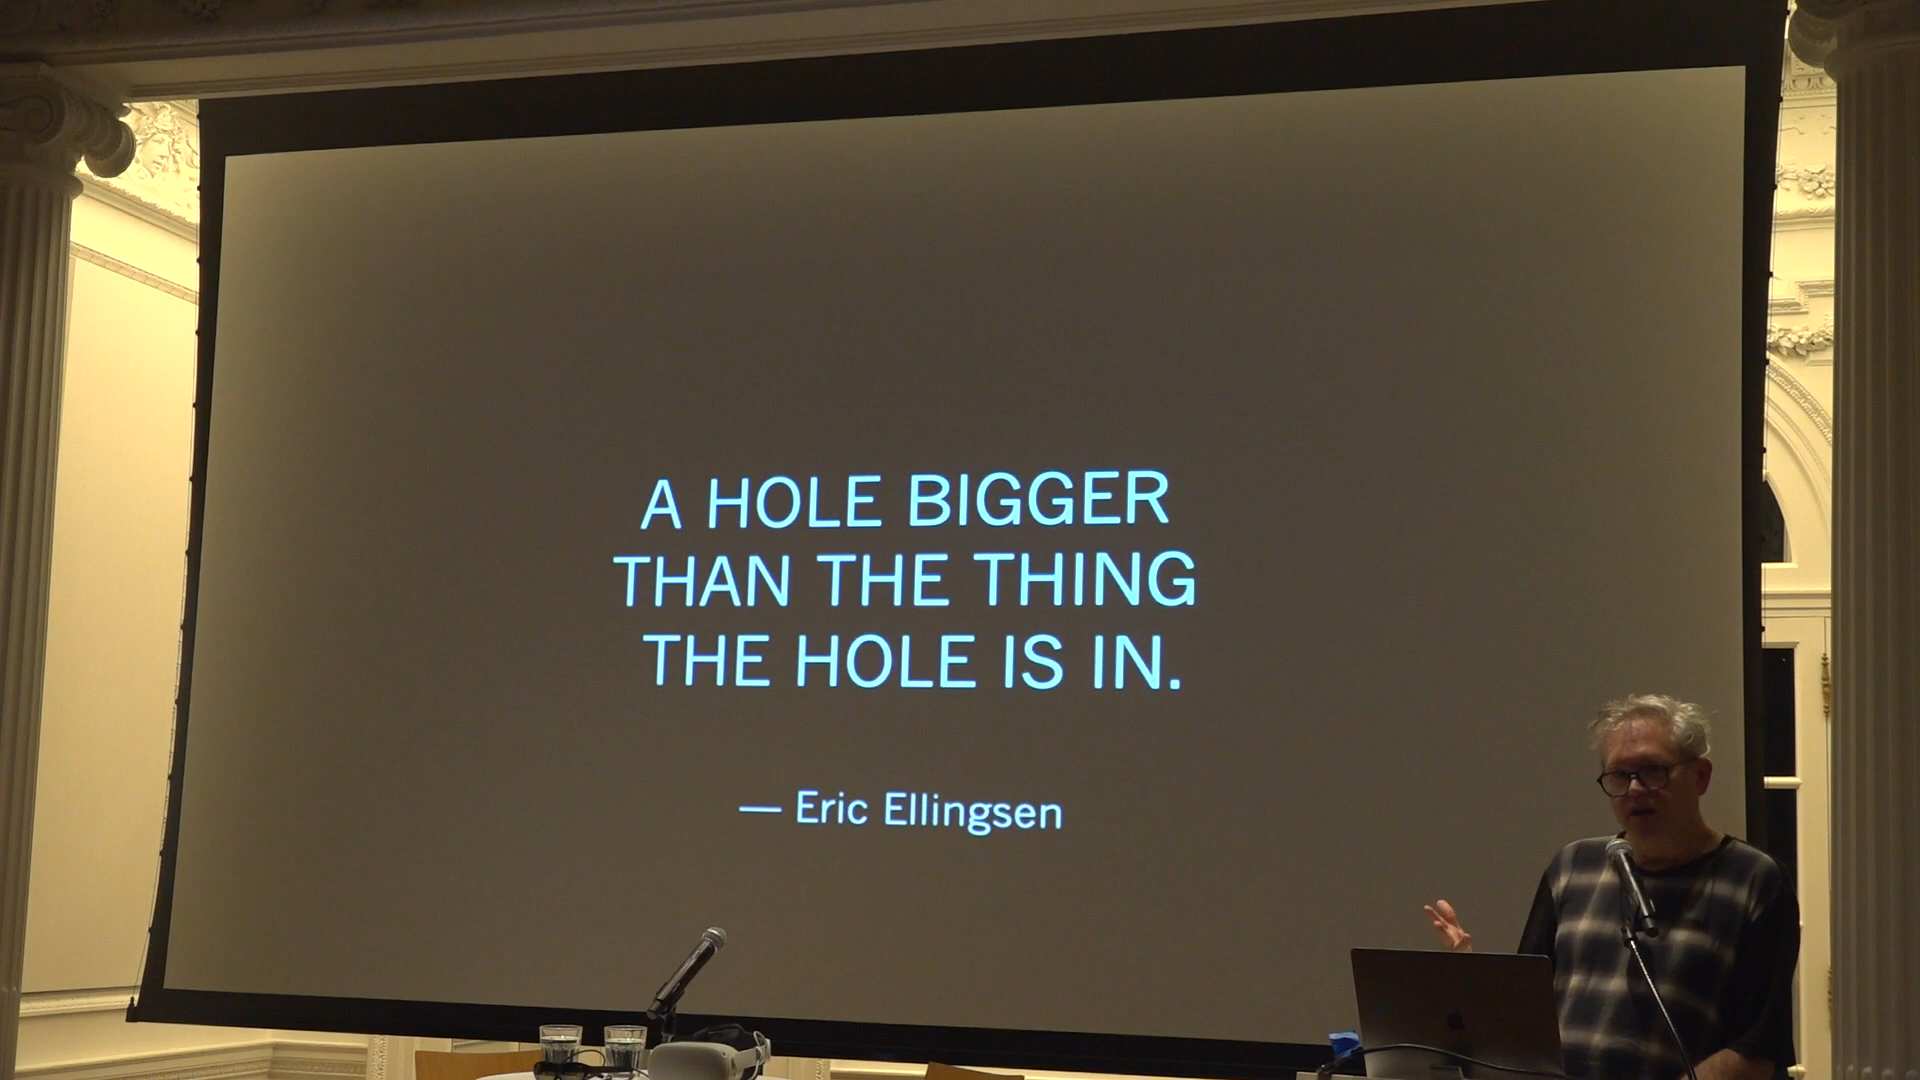 A HOLE BIGGER
THAN THE THING
THE HOLE IS IN.
— Eric Ellingsen